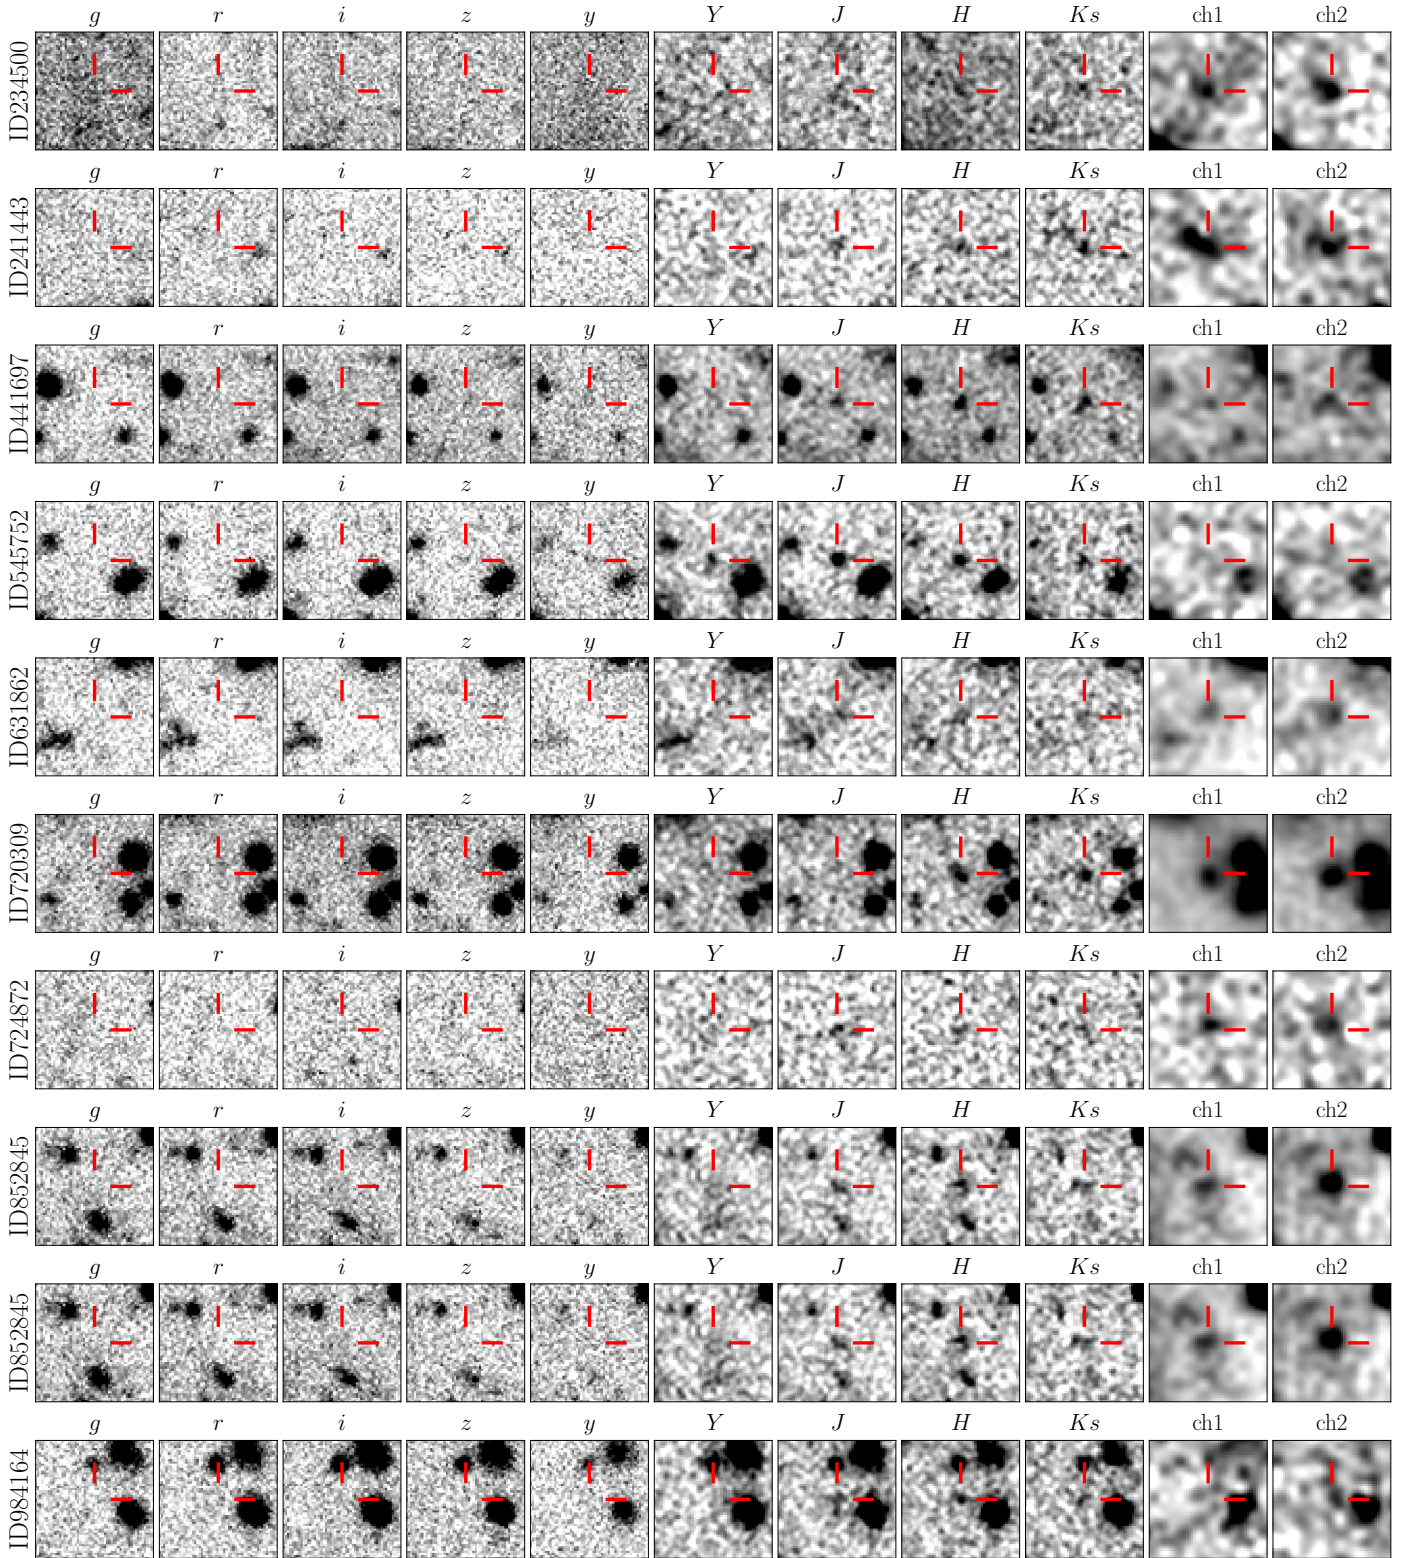 g r i z y Y J H Ks ch1 ch2
ID234500
g r i z y Y J H Ks ch1 ch2
ID241443
g r i z y Y J H Ks ch1 ch2
ID441697
g r i z y Y J H Ks ch1 ch2
ID545752
g r i z y Y J H Ks ch1 ch2
ID631862
g r i z y Y J H Ks ch1 ch2
ID720309
g r i z y Y J H Ks ch1 ch2
ID724872
g r i z y Y J H Ks ch1 ch2
ID852845
g r i z y Y J H Ks ch1 ch2
ID852845
g r i z y Y J H Ks ch1 ch2
ID984164